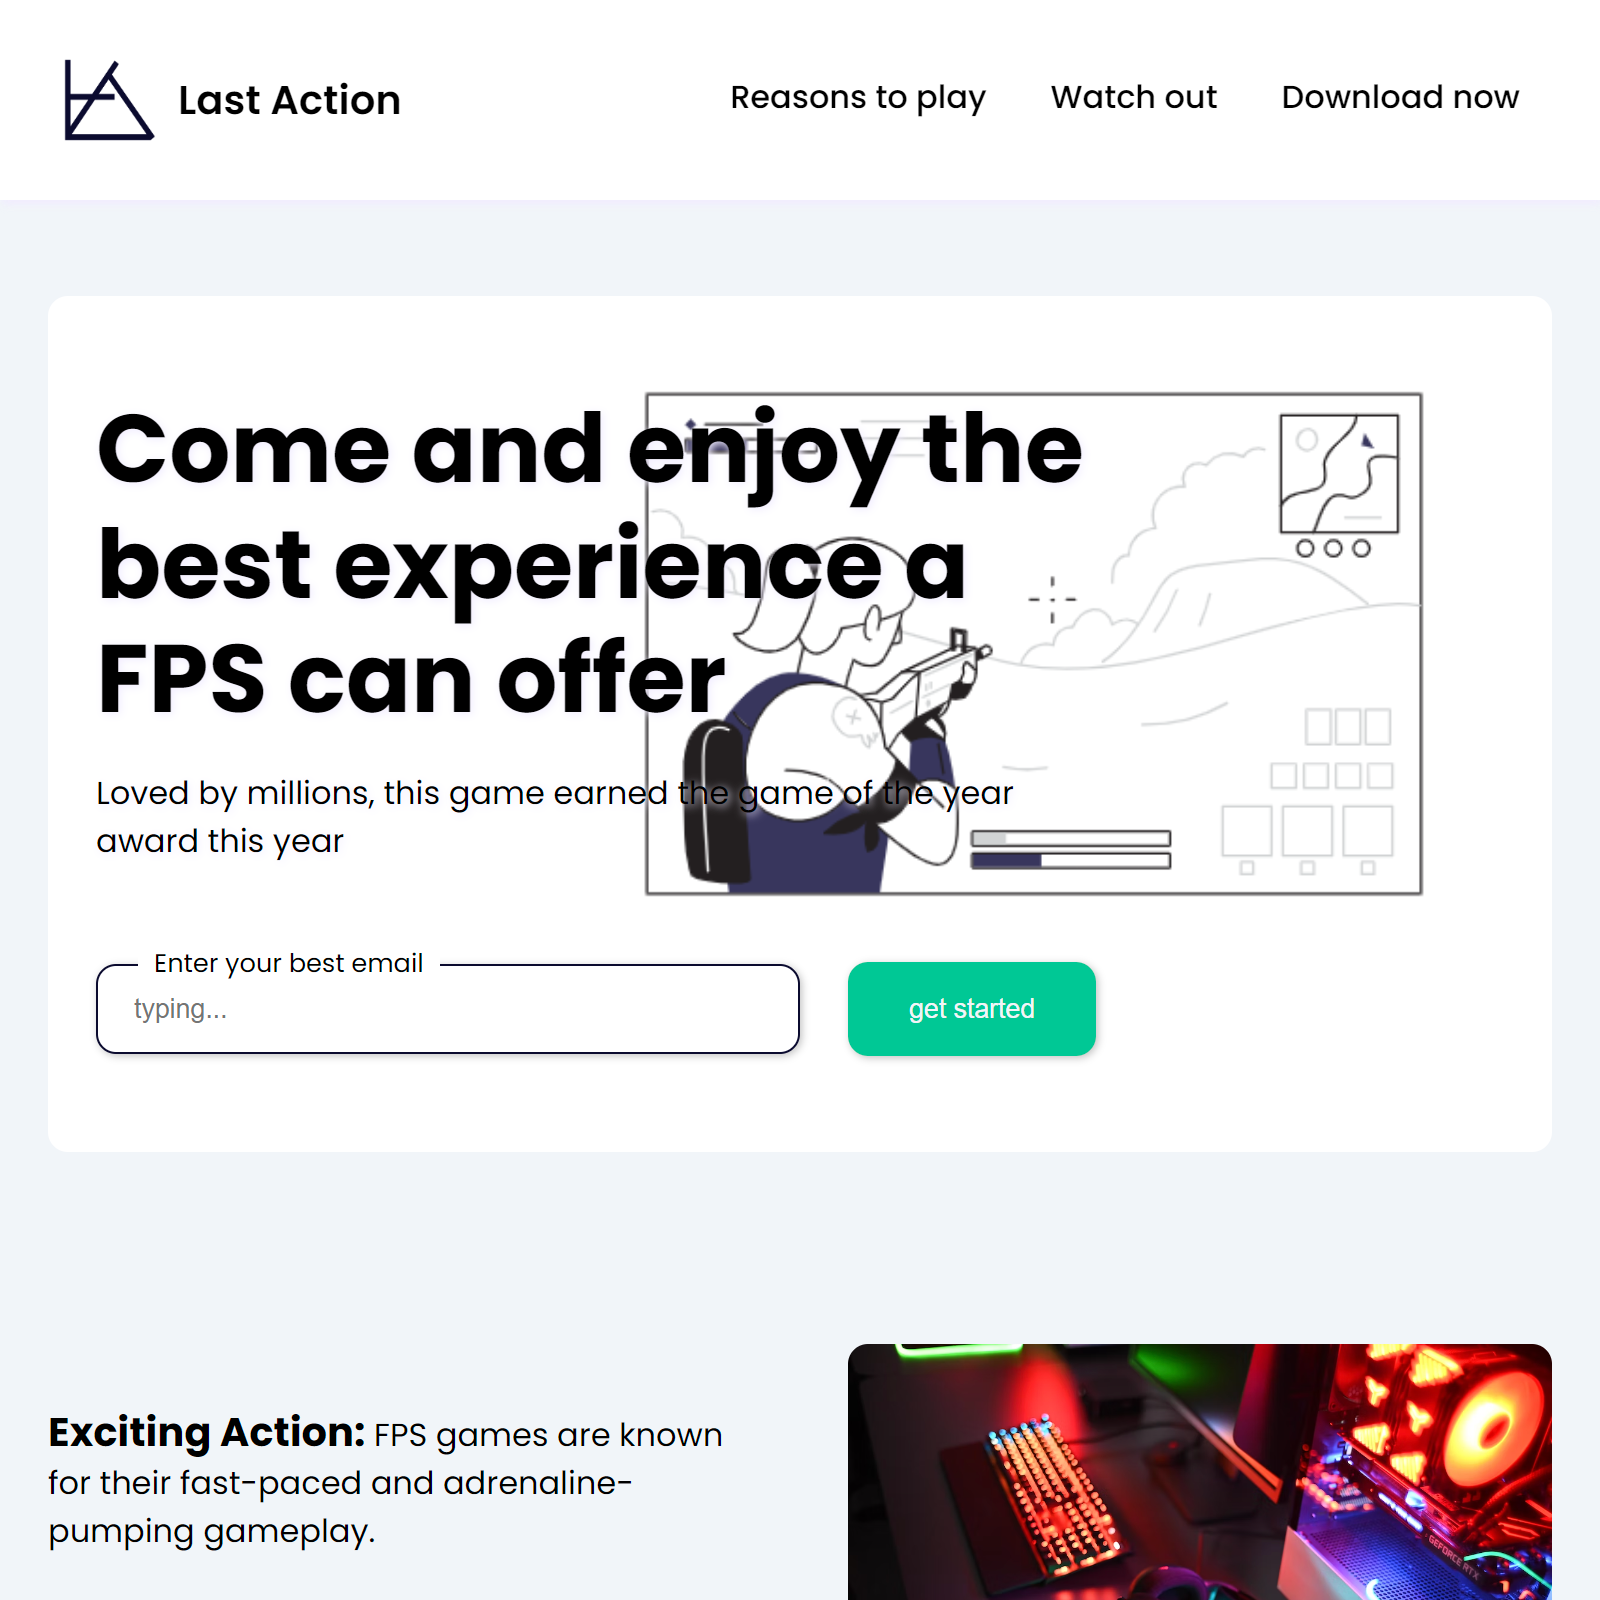 Last Action
Reasons to play
Watch out
Download now
Come and enjoy the
best experience a
FPS can offer
Loved by millions, this game earned the game of the year
award this year
Enter your best email
typing...
get started
Exciting Action: FPS games are known
for their fast-paced and adrenaline-
pumping gameplay.
GEFORCE RTX